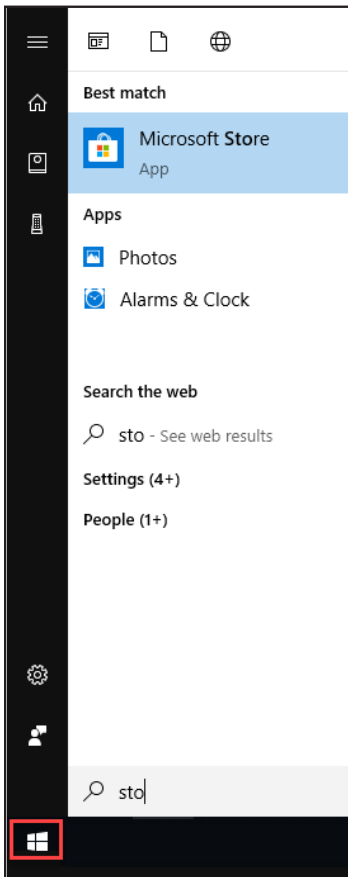 Best match
Microsoft Store
App
Apps
Photos
Alarms & Clock
Search the web
sto - See web results
Settings (4+)
People (1+)
sto